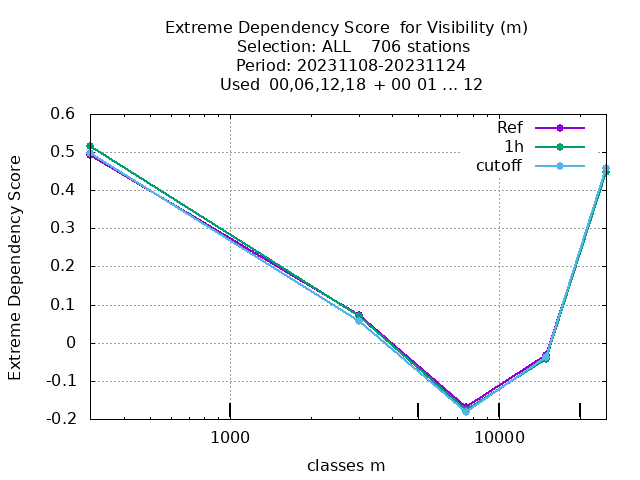 Extreme Dependency Score  for Visibility (m)
Selection: ALL    706 stations
Period: 20231108-20231124
Used  00,06,12,18  + 00 01 ... 12
Ref
1h
cutoff
Extreme Dependency Score
0.6
0.5
0.4
0.3
0.2
0.1
0
-0.1
-0.2
1000
10000
classes m